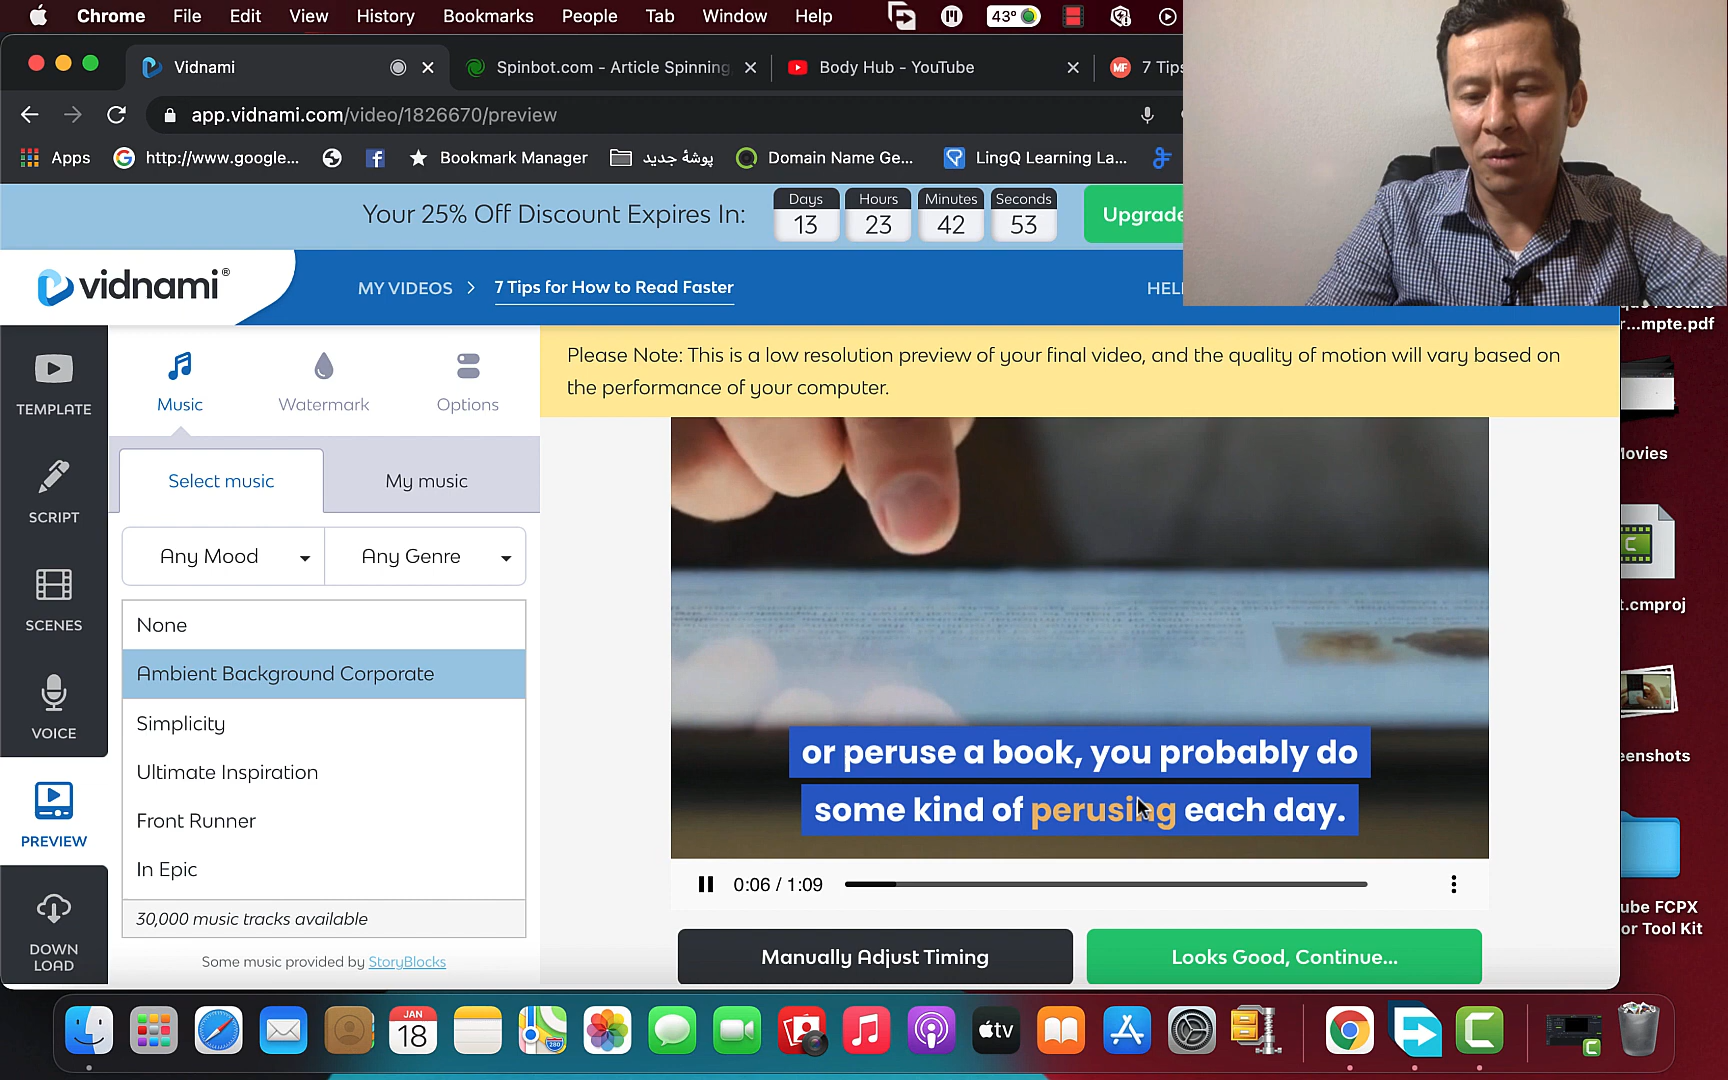 Chrome File Edit View History Bookmarks People Tab Window Help 43°
Vidnami Spinbot.com - Article Spinning, Body Hub - YouTube MF 7 Tips
app.vidnami.com/video/1826670/preview
Apps http://www.google... Bookmark Manager پوشهٔ جدید Domain Name Ge... LingQ Learning La...
Your 25% Off Discount Expires In: Days 13 Hours 23 Minutes 42 Seconds 53 Upgrade
vidnami® MY VIDEOS > 7 Tips for How to Read Faster HEL
...mpte.pdf
TEMPLATE
SCRIPT
SCENES
VOICE
PREVIEW
DOWN
LOAD
Music Watermark Options
Select music My music
Any Mood Any Genre
None
Ambient Background Corporate
Simplicity
Ultimate Inspiration
Front Runner
In Epic
30,000 music tracks available
Some music provided by StoryBlocks
Please Note: This is a low resolution preview of your final video, and the quality of motion will vary based on
the performance of your computer.
or peruse a book, you probably do
some kind of perusing each day.
0:06 / 1:09
Manually Adjust Timing Looks Good, Continue...
lovies
t.cmproj
eenshots
ube FCPX
or Tool Kit
JAN
18
tv